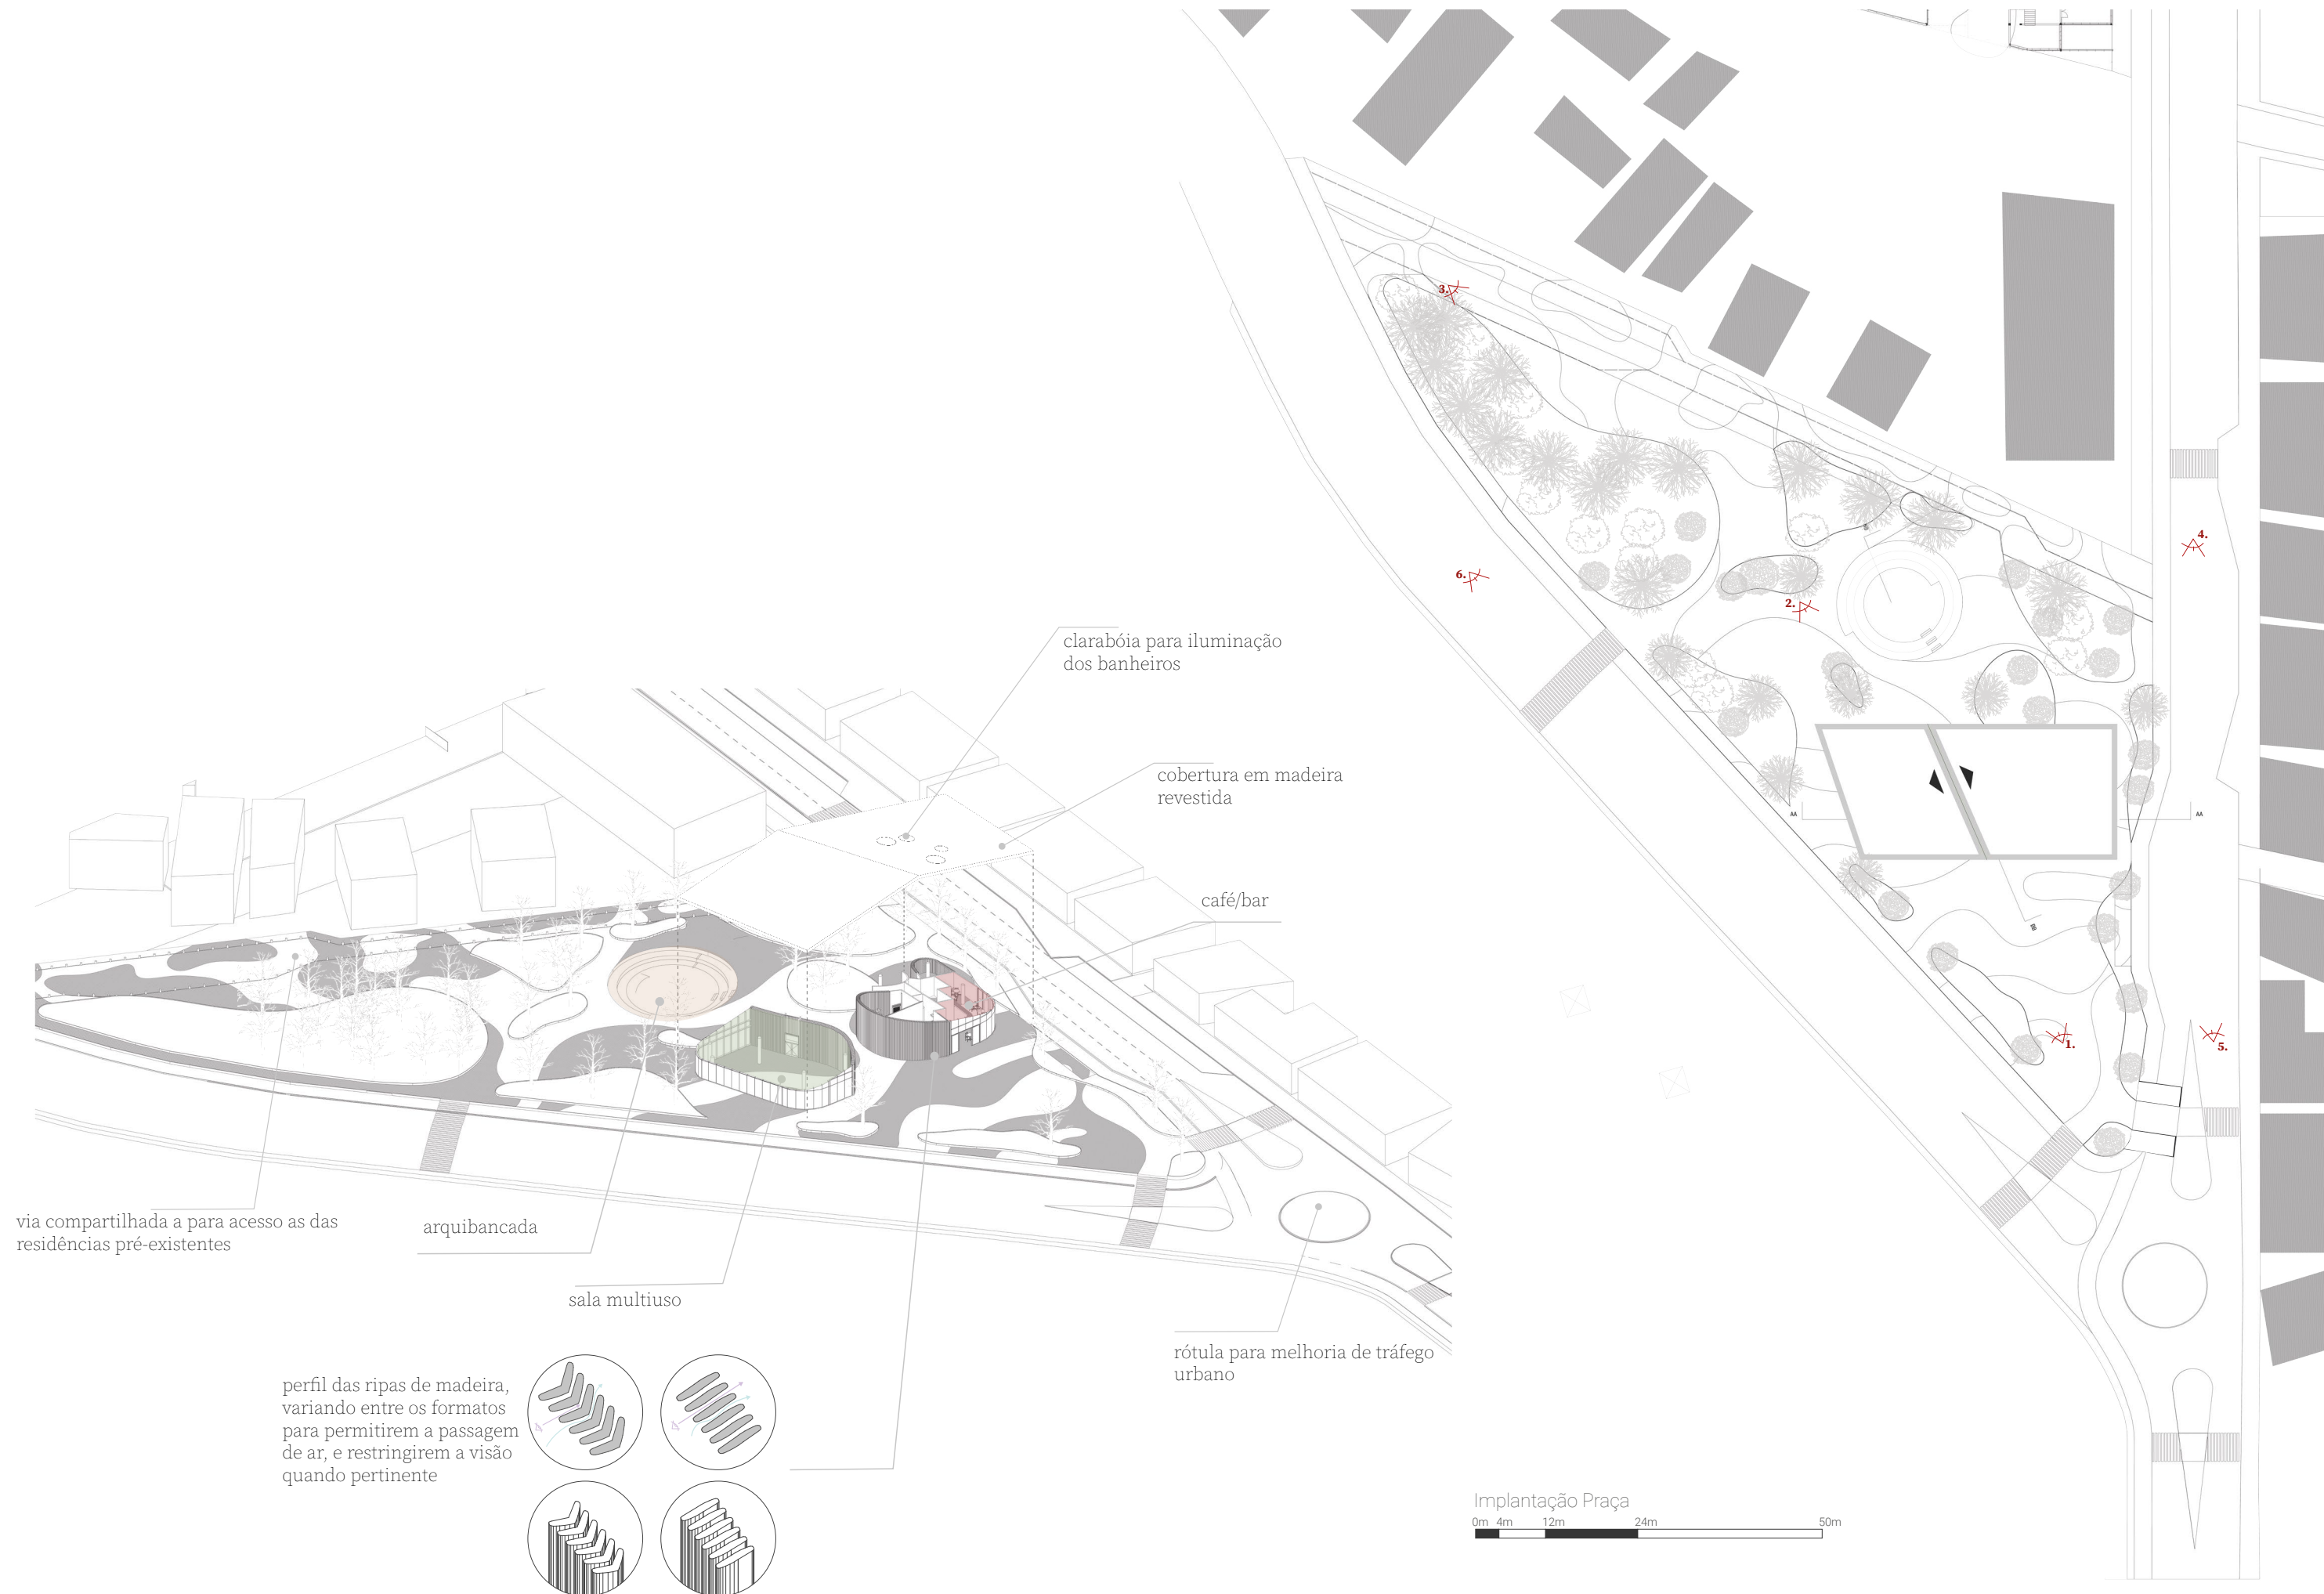 3.
4.
6.
2.
clarabóia para iluminação
dos banheiros
cobertura em madeira
revestida
AA
AA
café/bar
1.
5.
via compartilhada a para acesso as das
residências pré-existentes
arquibancada
sala multiuso
rótula para melhoria de tráfego
urbano
perfil das ripas de madeira,
variando entre os formatos
para permitirem a passagem
de ar, e restringirem a visão
quando pertinente
Implantação Praça
0m 4m 12m 24m 50m